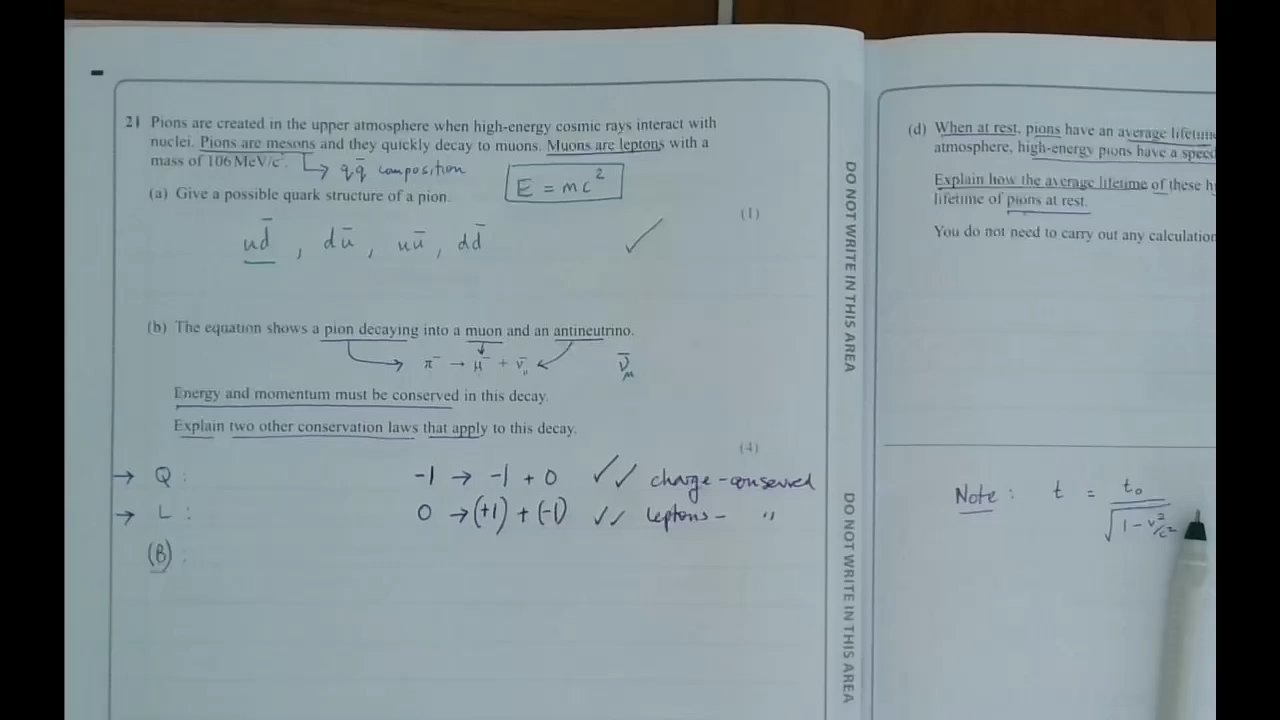 21 Pions are created in the upper atmosphere when high-energy cosmic rays interact with
nuclei. Pions are mesons and they quickly decay to muons. Muons are leptons with a
mass of 106 MeV/c².
qq̄ composition
E = mc²
(a) Give a possible quark structure of a pion.
(1)
ud̄ , dū , uū , dd̄
(b) The equation shows a pion decaying into a muon and an antineutrino.
π⁻ → μ⁻ + ν̄μ
ν̄μ
Energy and momentum must be conserved in this decay.
Explain two other conservation laws that apply to this decay.
(4)
→ Q : -1 → -1 + 0 ✓✓ charge - conserved
→ L : 0 → (+1) + (-1) ✓✓ leptons - "
(B) :
DO NOT WRITE IN THIS AREA
DO NOT WRITE IN THIS AREA
(d) When at rest, pions have an average lifetime
atmosphere, high-energy pions have a speed
Explain how the average lifetime of these h
lifetime of pions at rest.
You do not need to carry out any calculation
Note : t = t₀ / √(1 - v²/c²)